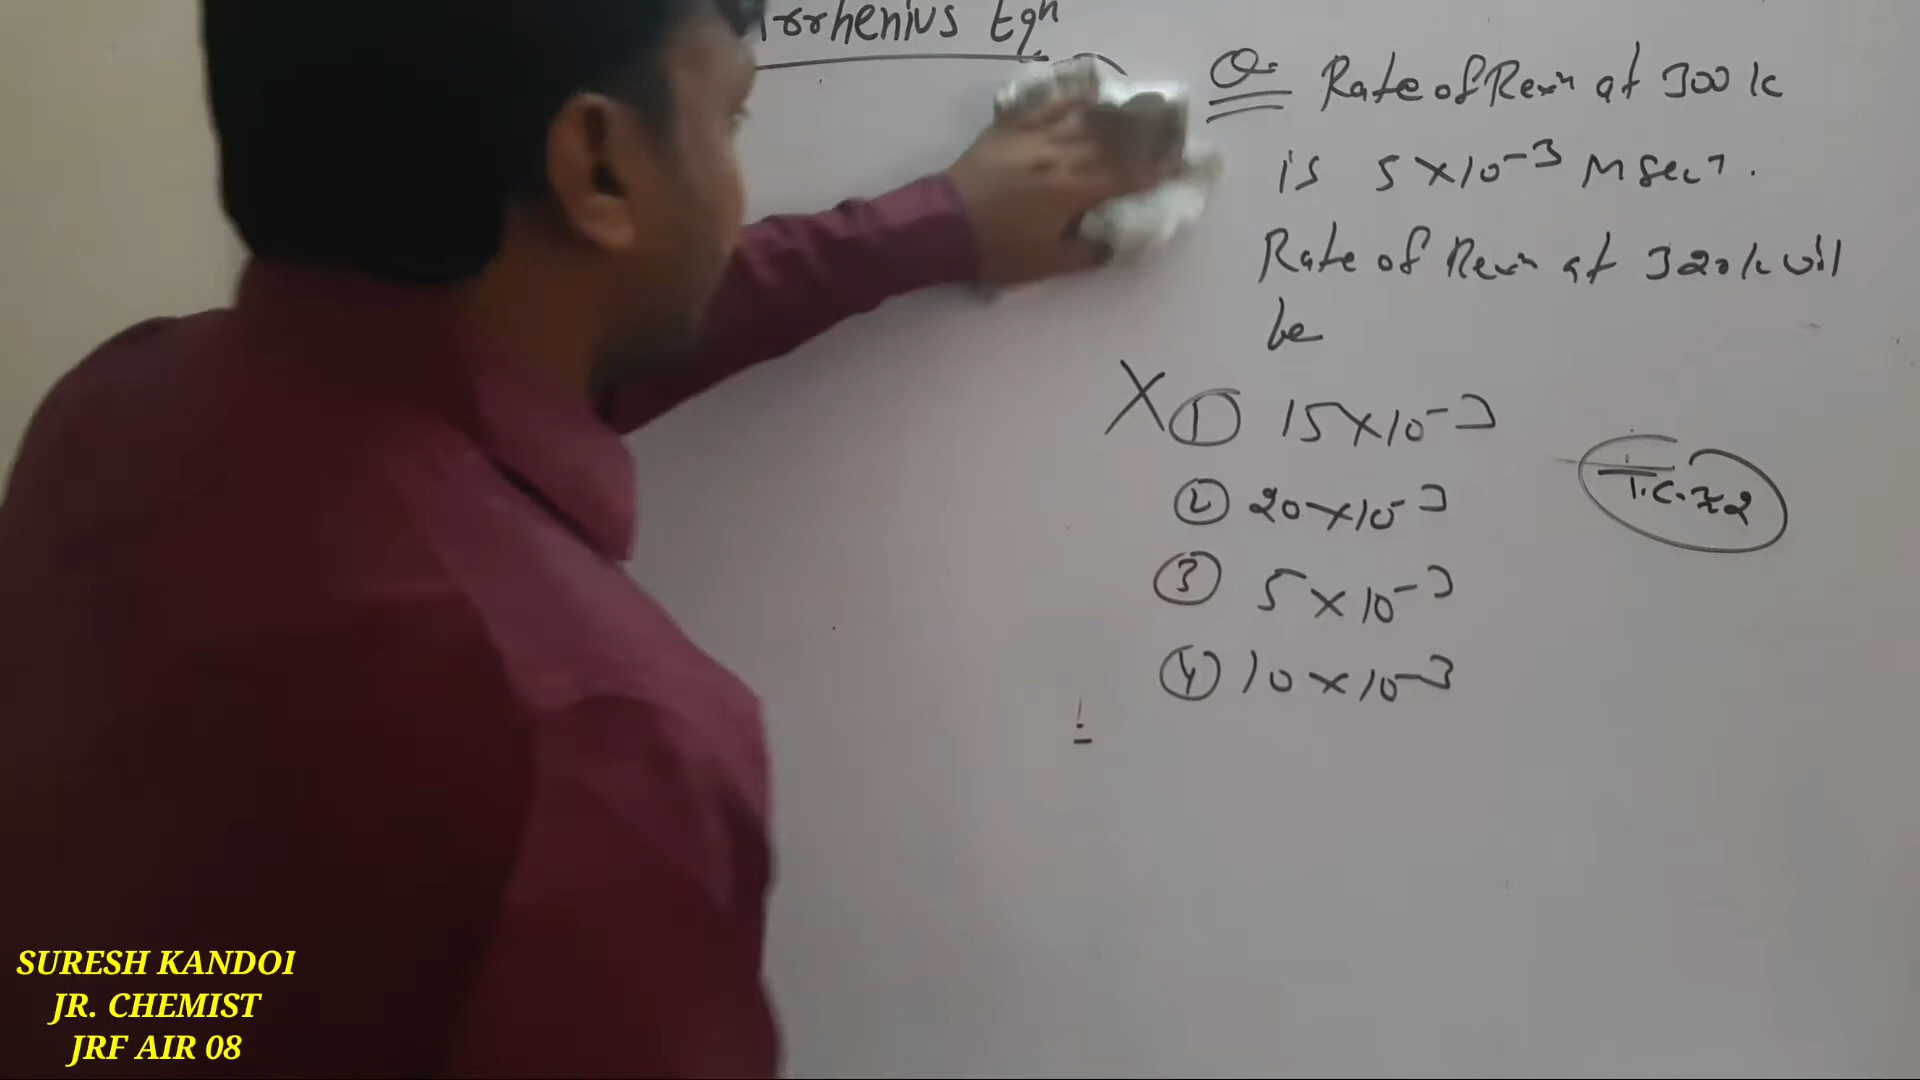 rrhenius Eqn
Q. Rate of Rexn at 300 k
is 5 x 10-3 M sec-1.
Rate of Rexn at 320 k will
be
X ① 15 x 10-3
② 20 x 10-3
③ 5 x 10-3
④ 10 x 10-3
T.C. ≈ 2
SURESH KANDOI
JR. CHEMIST
JRF AIR 08